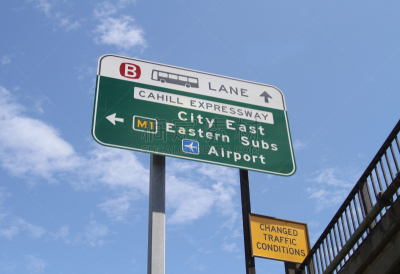 B LANE
CAHILL EXPRESSWAY
City East
M1 Eastern Subs
Airport
CHANGED
TRAFFIC
CONDITIONS